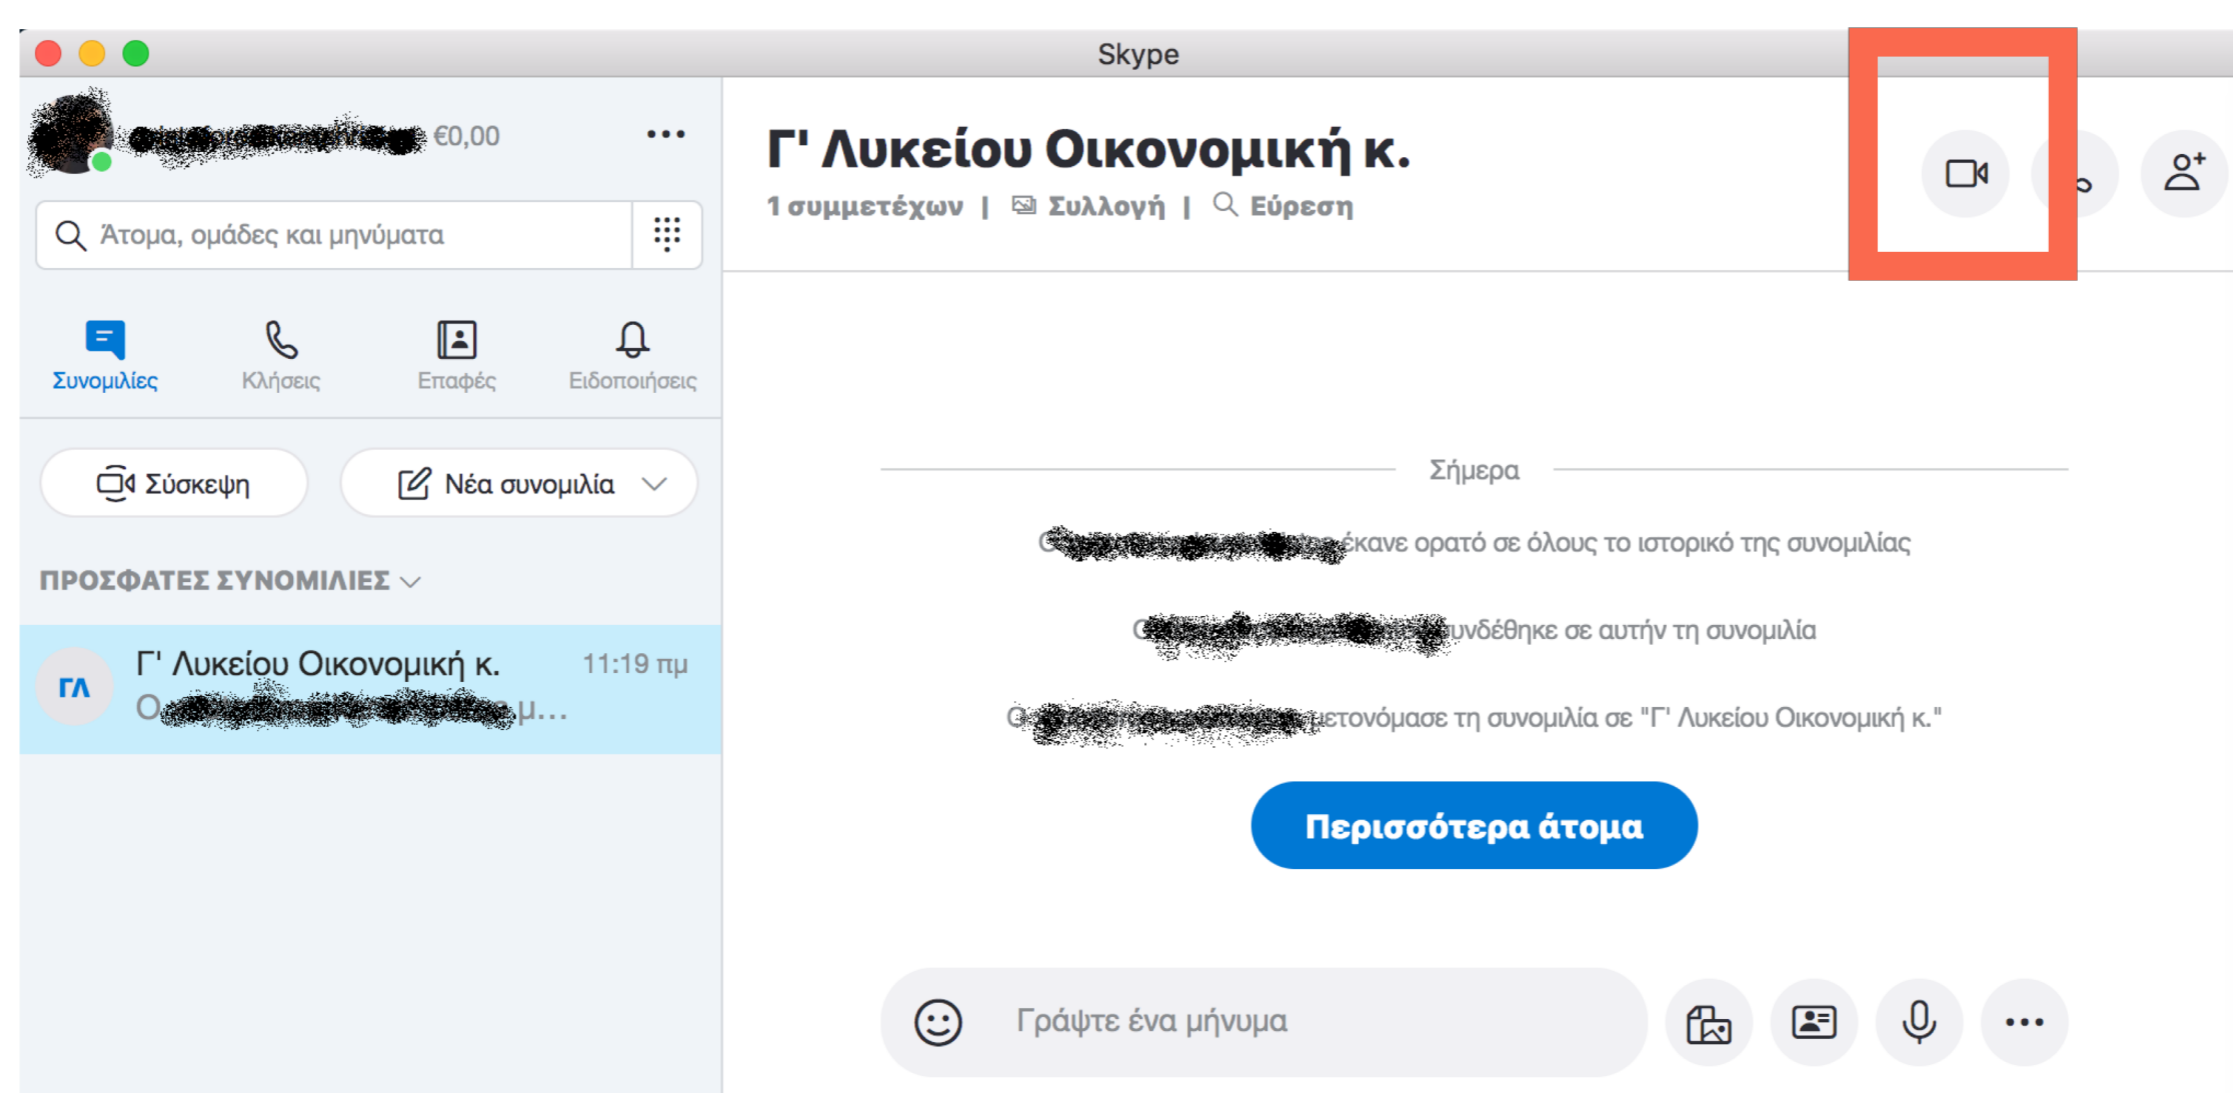 Skype
€0,00
Άτομα, ομάδες και μηνύματα
Συνομιλίες
Κλήσεις
Επαφές
Ειδοποιήσεις
Σύσκεψη
Νέα συνομιλία
ΠΡΟΣΦΑΤΕΣ ΣΥΝΟΜΙΛΙΕΣ
ΓΛ
Γ' Λυκείου Οικονομική κ.
11:19 πμ
Ο
μ...
Γ' Λυκείου Οικονομική κ.
1 συμμετέχων | Συλλογή | Εύρεση
Σήμερα
έκανε ορατό σε όλους το ιστορικό της συνομιλίας
σε αυτήν τη συνομιλία
τη συνομιλία σε "Γ' Λυκείου Οικονομική κ."
Περισσότερα άτομα
Γράψτε ένα μήνυμα